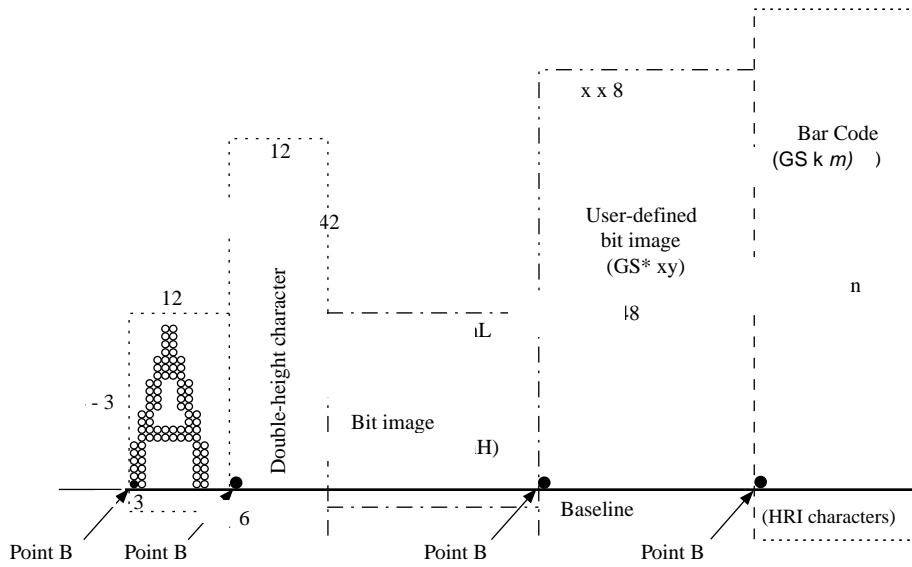 x x 8
Bar Code
(GS k m) )
12
42
User-defined
bit image
(GS* xy)
n
12
48
L
Double-height character
- 3
Bit image
H)
3
6
Baseline
(HRI characters)
Point B
Point B
Point B
Point B